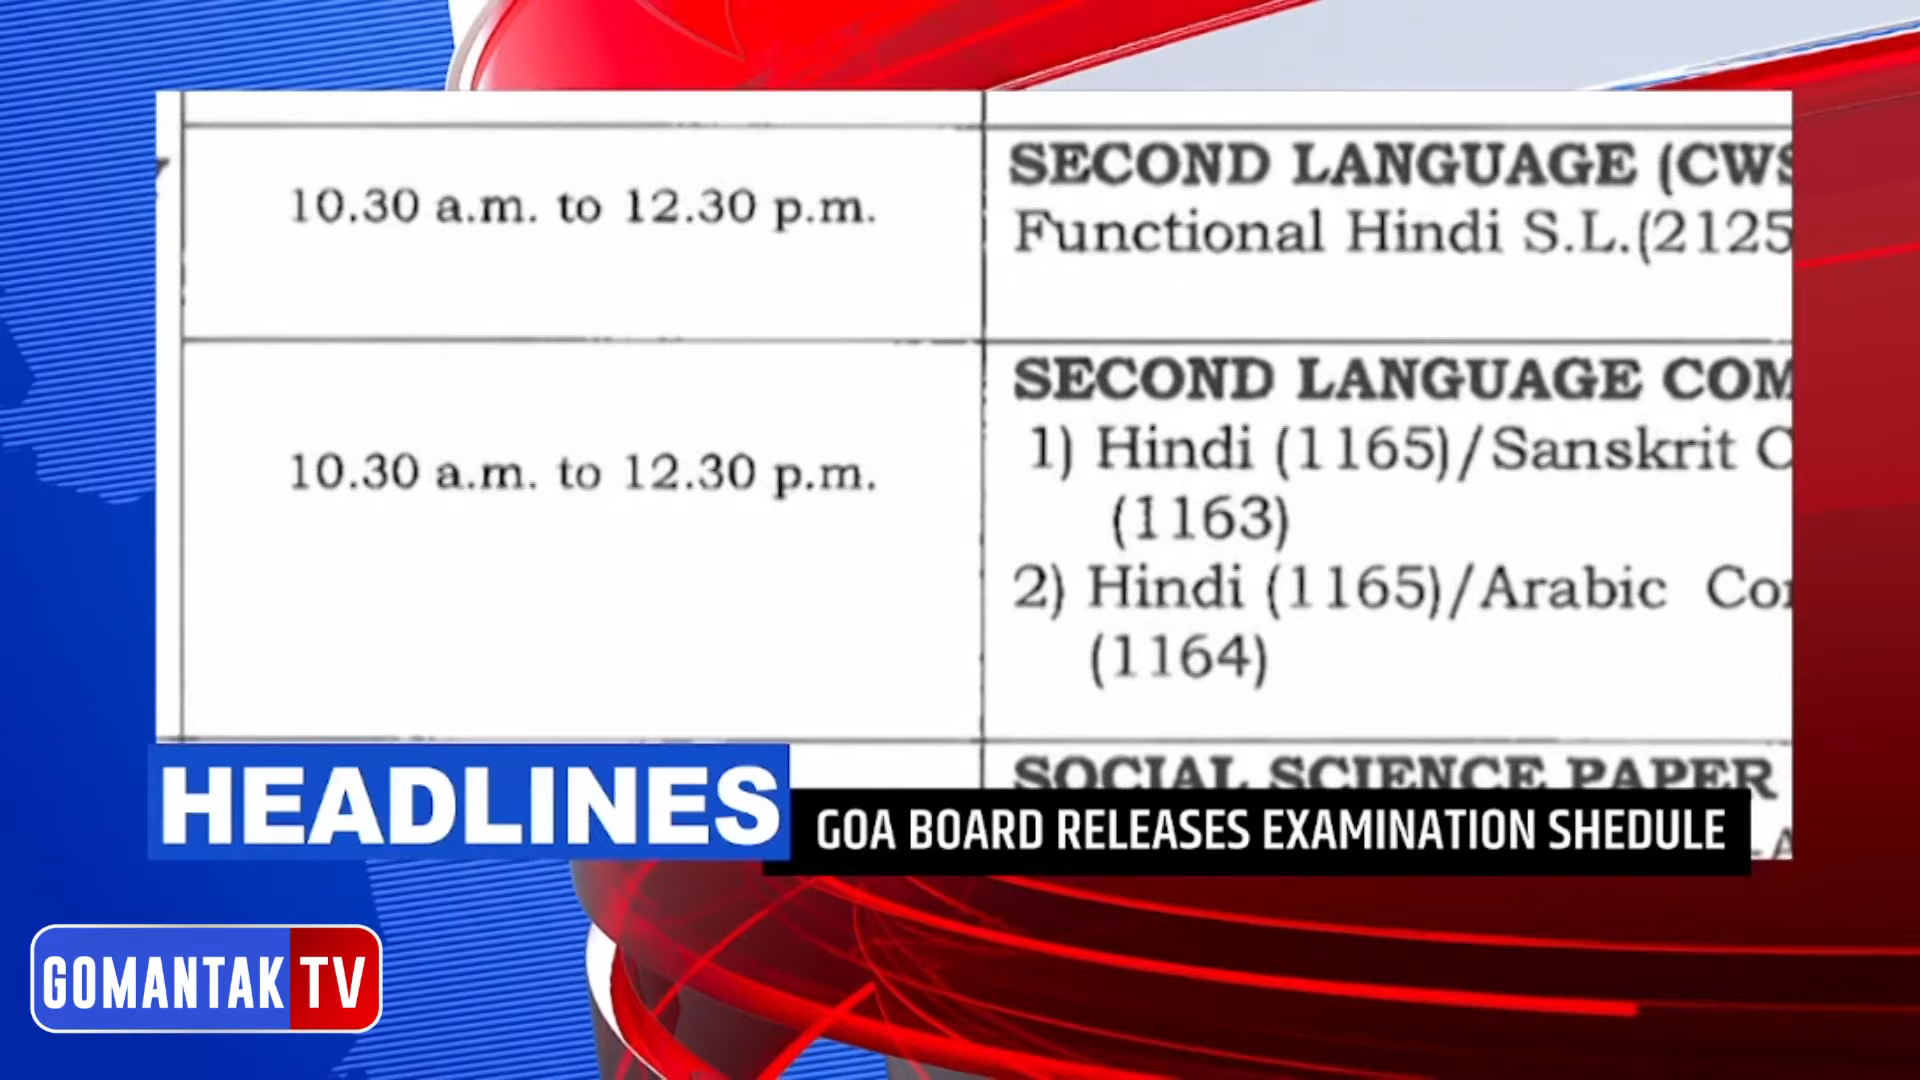 10.30 a.m. to 12.30 p.m.
SECOND LANGUAGE
Functional Hindi S.L.(2125
10.30 a.m. to 12.30 p.m.
SECOND LANGUAGE
1) Hindi (1165)/Sanskrit
(1163)
2) Hindi (1165)/Arabic
(1164)
SOCIAL SCIENCE PAPER
HEADLINES
GOA BOARD RELEASES EXAMINATION SHEDULE
GOMANTAK TV